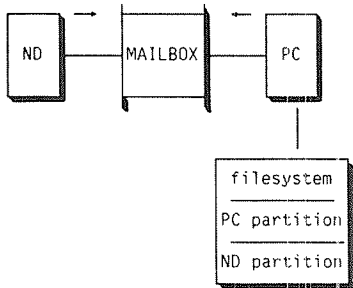 ND
MAILBOX
PC
filesystem
PC partition
ND partition